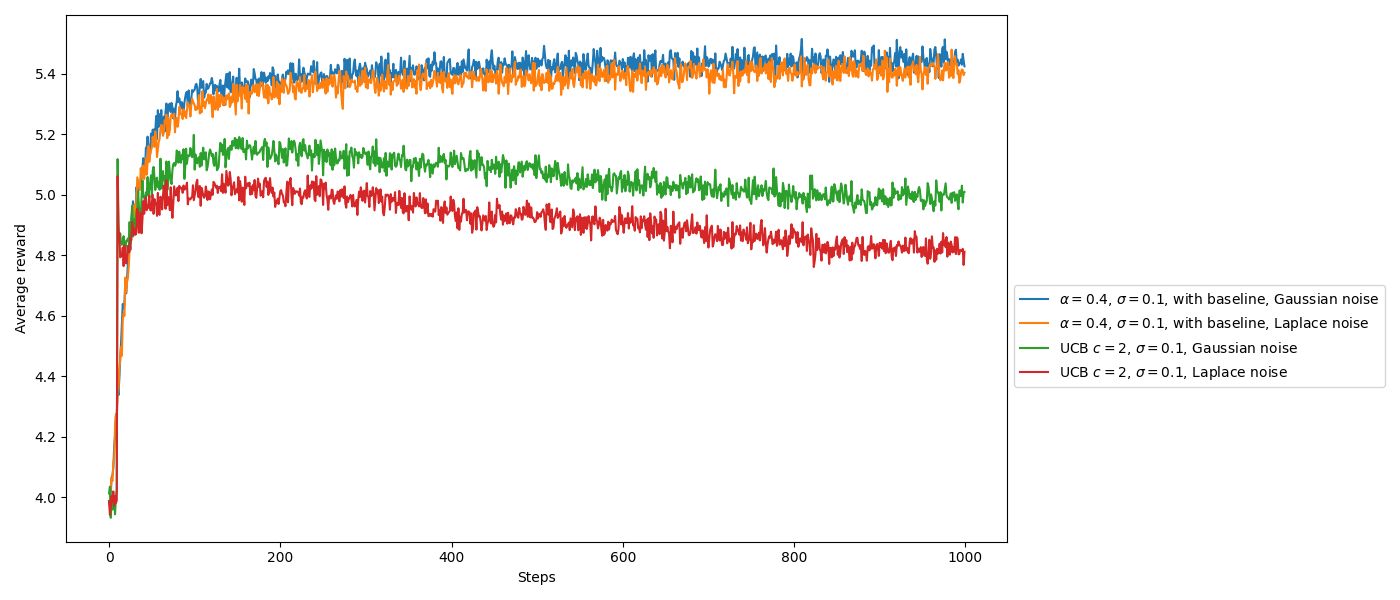 5.4
5.2
5.0
4.8
4.6
4.4
4.2
4.0
Average reward
0
200
400
600
800
1000
Steps
α = 0.4, σ = 0.1, with baseline, Gaussian noise
α = 0.4, σ = 0.1, with baseline, Laplace noise
UCB c = 2, σ = 0.1, Gaussian noise
UCB c = 2, σ = 0.1, Laplace noise